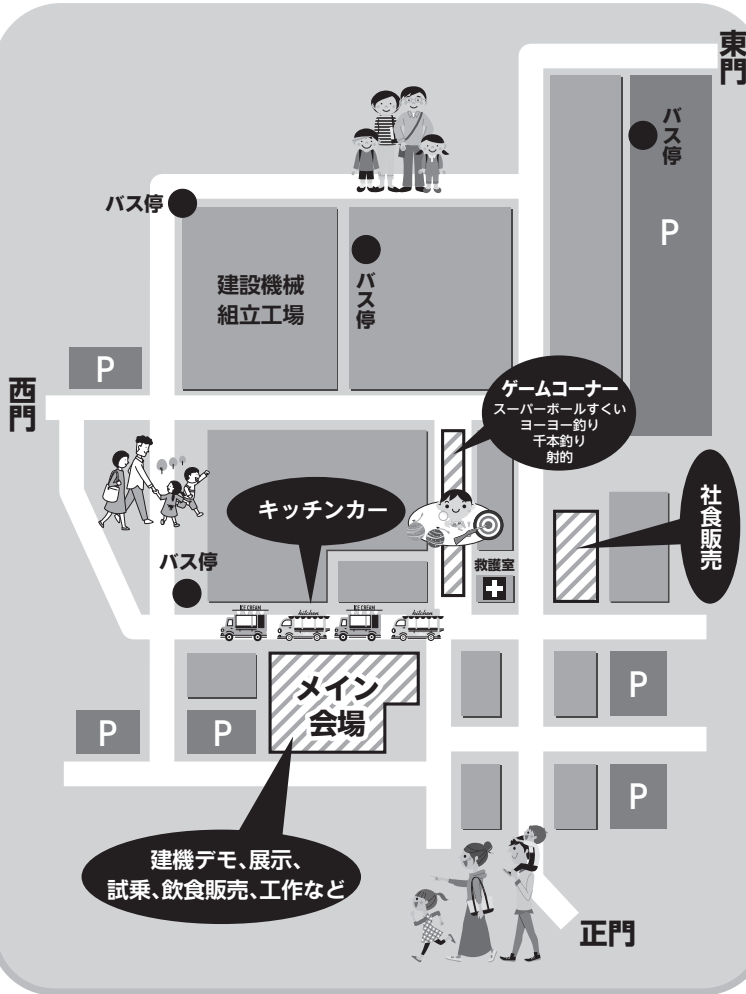 東門
バス停
P
バス停
建設機械
組立工場
バス停
P
西門
ゲームコーナー
スーパーボールすくい
ヨーヨー釣り
千本釣り
射的
キッチンカー
社食販売
バス停
救護室
ICE CREAM
kitchen
ICE CREAM
kitchen
メイン
会場
P
P
P
P
建機デモ、展示、
試乗、飲食販売、工作など
正門